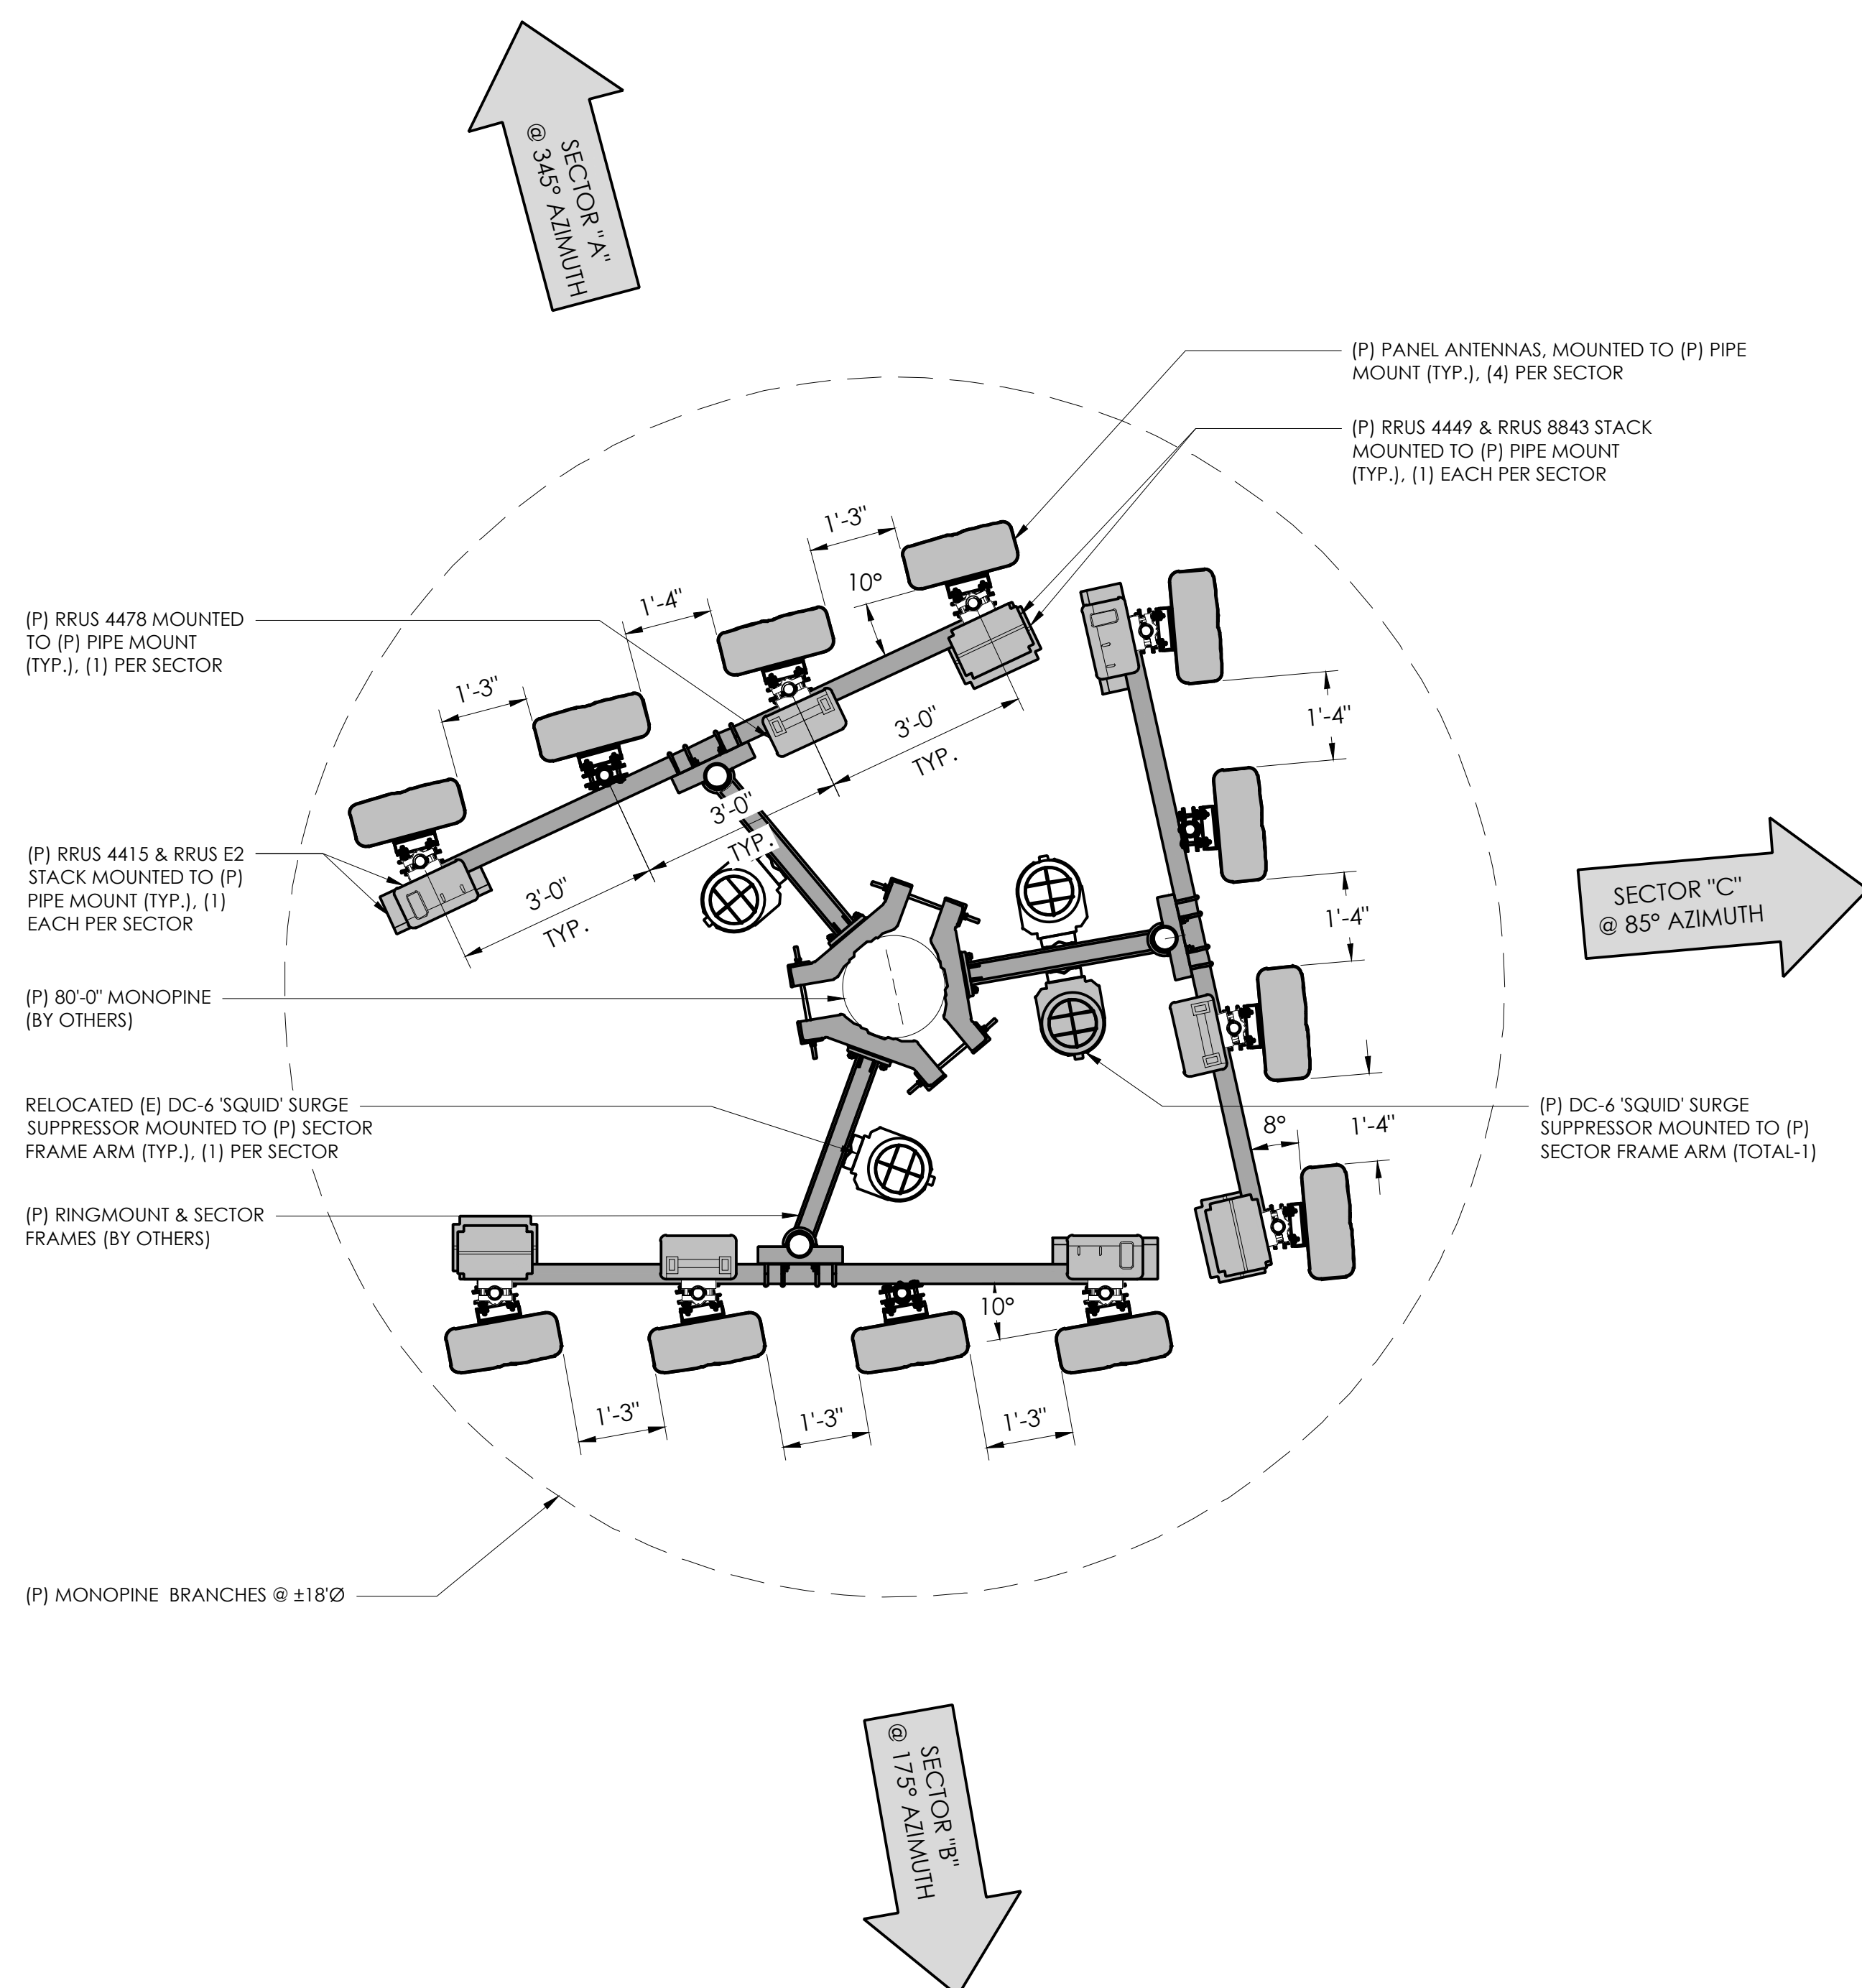 SECTOR "A"
@ 345° AZIMUTH
(P) PANEL ANTENNAS, MOUNTED TO (P) PIPE
MOUNT (TYP.), (4) PER SECTOR
(P) RRUS 4449 & RRUS 8843 STACK
MOUNTED TO (P) PIPE MOUNT
(TYP.), (1) EACH PER SECTOR
1'-3"
10°
1'-4"
(P) RRUS 4478 MOUNTED
TO (P) PIPE MOUNT
(TYP.), (1) PER SECTOR
1'-3"
3'-0"
TYP.
1'-4"
3'-0"
TYP.
(P) RRUS 4415 & RRUS E2
STACK MOUNTED TO (P)
PIPE MOUNT (TYP.), (1)
EACH PER SECTOR
3'-0"
TYP.
SECTOR "C"
@ 85° AZIMUTH
1'-4"
(P) 80'-0" MONOPINE
(BY OTHERS)
RELOCATED (E) DC-6 'SQUID' SURGE
SUPPRESSOR MOUNTED TO (P) SECTOR
FRAME ARM (TYP.), (1) PER SECTOR
8°
1'-4"
(P) DC-6 'SQUID' SURGE
SUPPRESSOR MOUNTED TO (P)
SECTOR FRAME ARM (TOTAL-1)
(P) RINGMOUNT & SECTOR
FRAMES (BY OTHERS)
10°
1'-3"
1'-3"
1'-3"
(P) MONOPINE  BRANCHES @ ±18'Ø
SECTOR "B"
@ 175° AZIMUTH